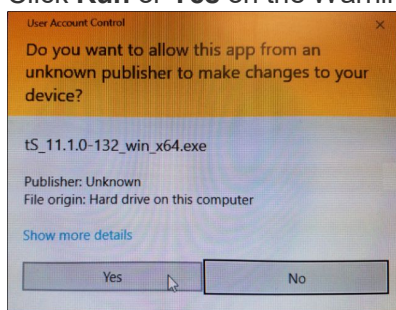 User Account Control
Do you want to allow this app from an
unknown publisher to make changes to your
device?
tS_11.1.0-132_win_x64.exe
Publisher: Unknown
File origin: Hard drive on this computer
Show more details
Yes
No